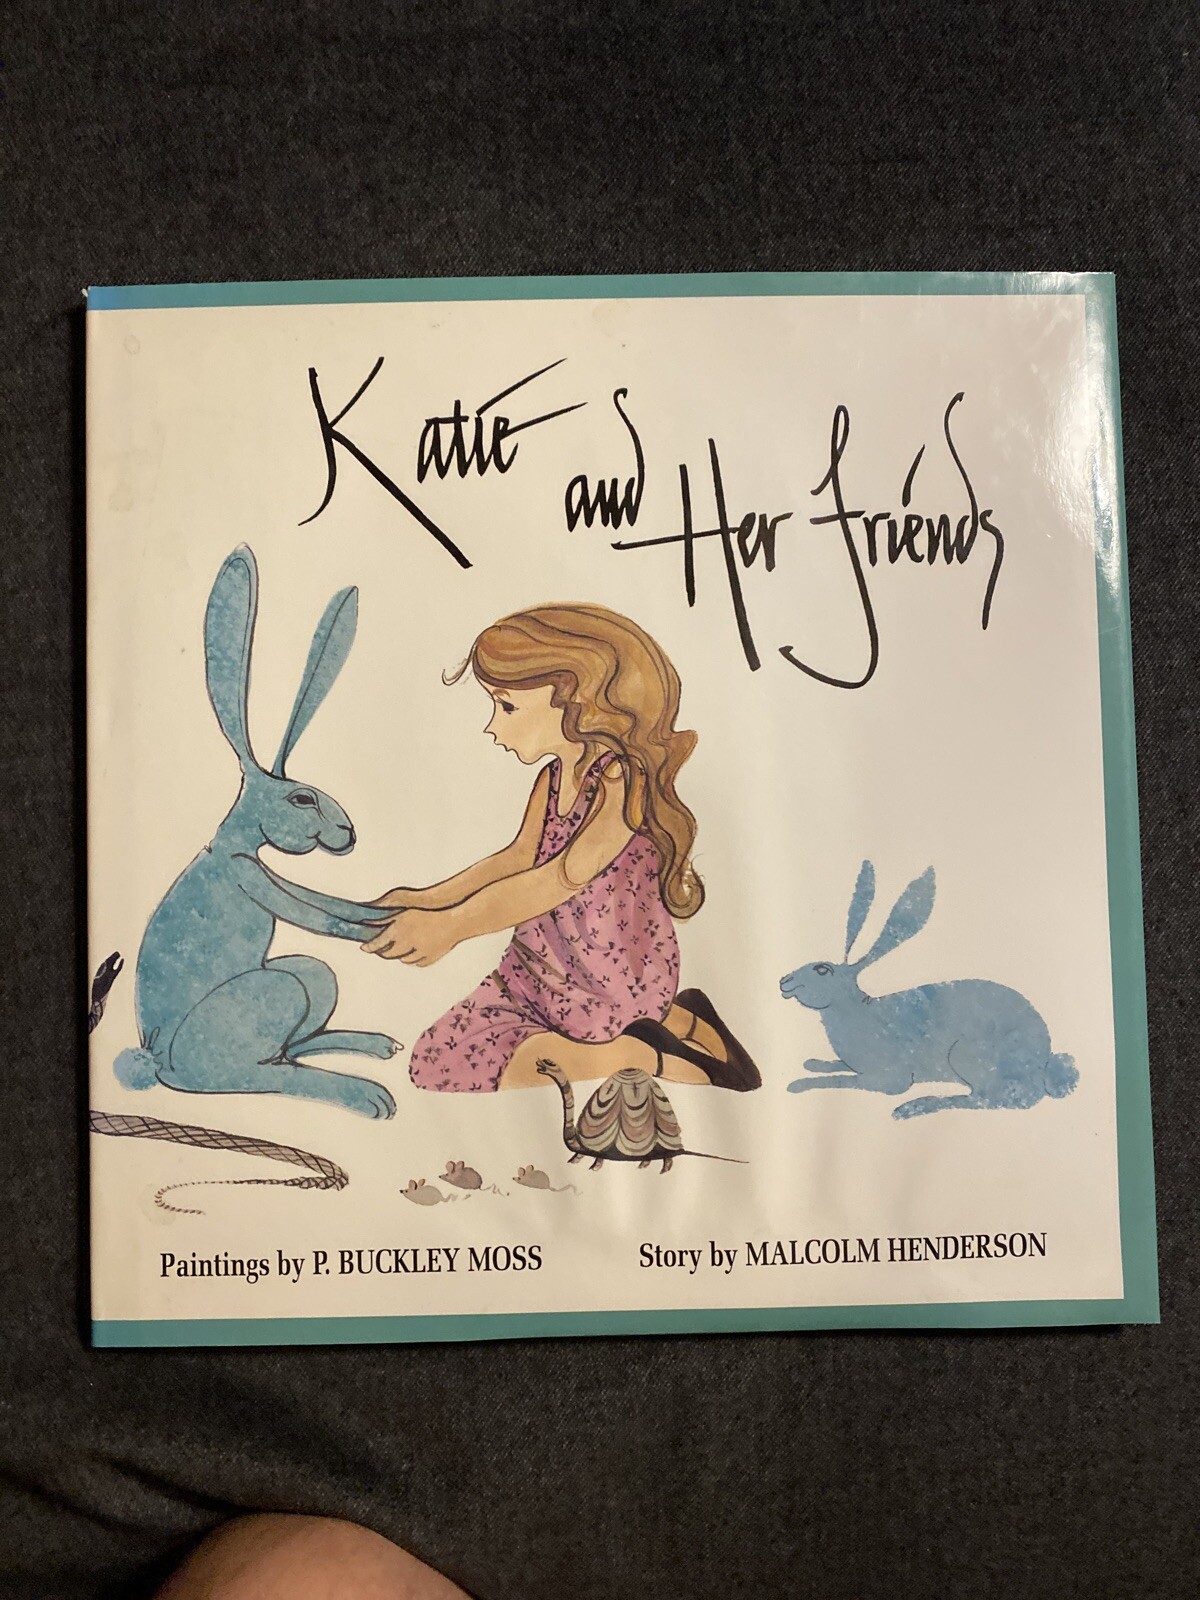 Katie
and
Her friends
Paintings by P. BUCKLEY MOSS
Story by MALCOLM HENDERSON